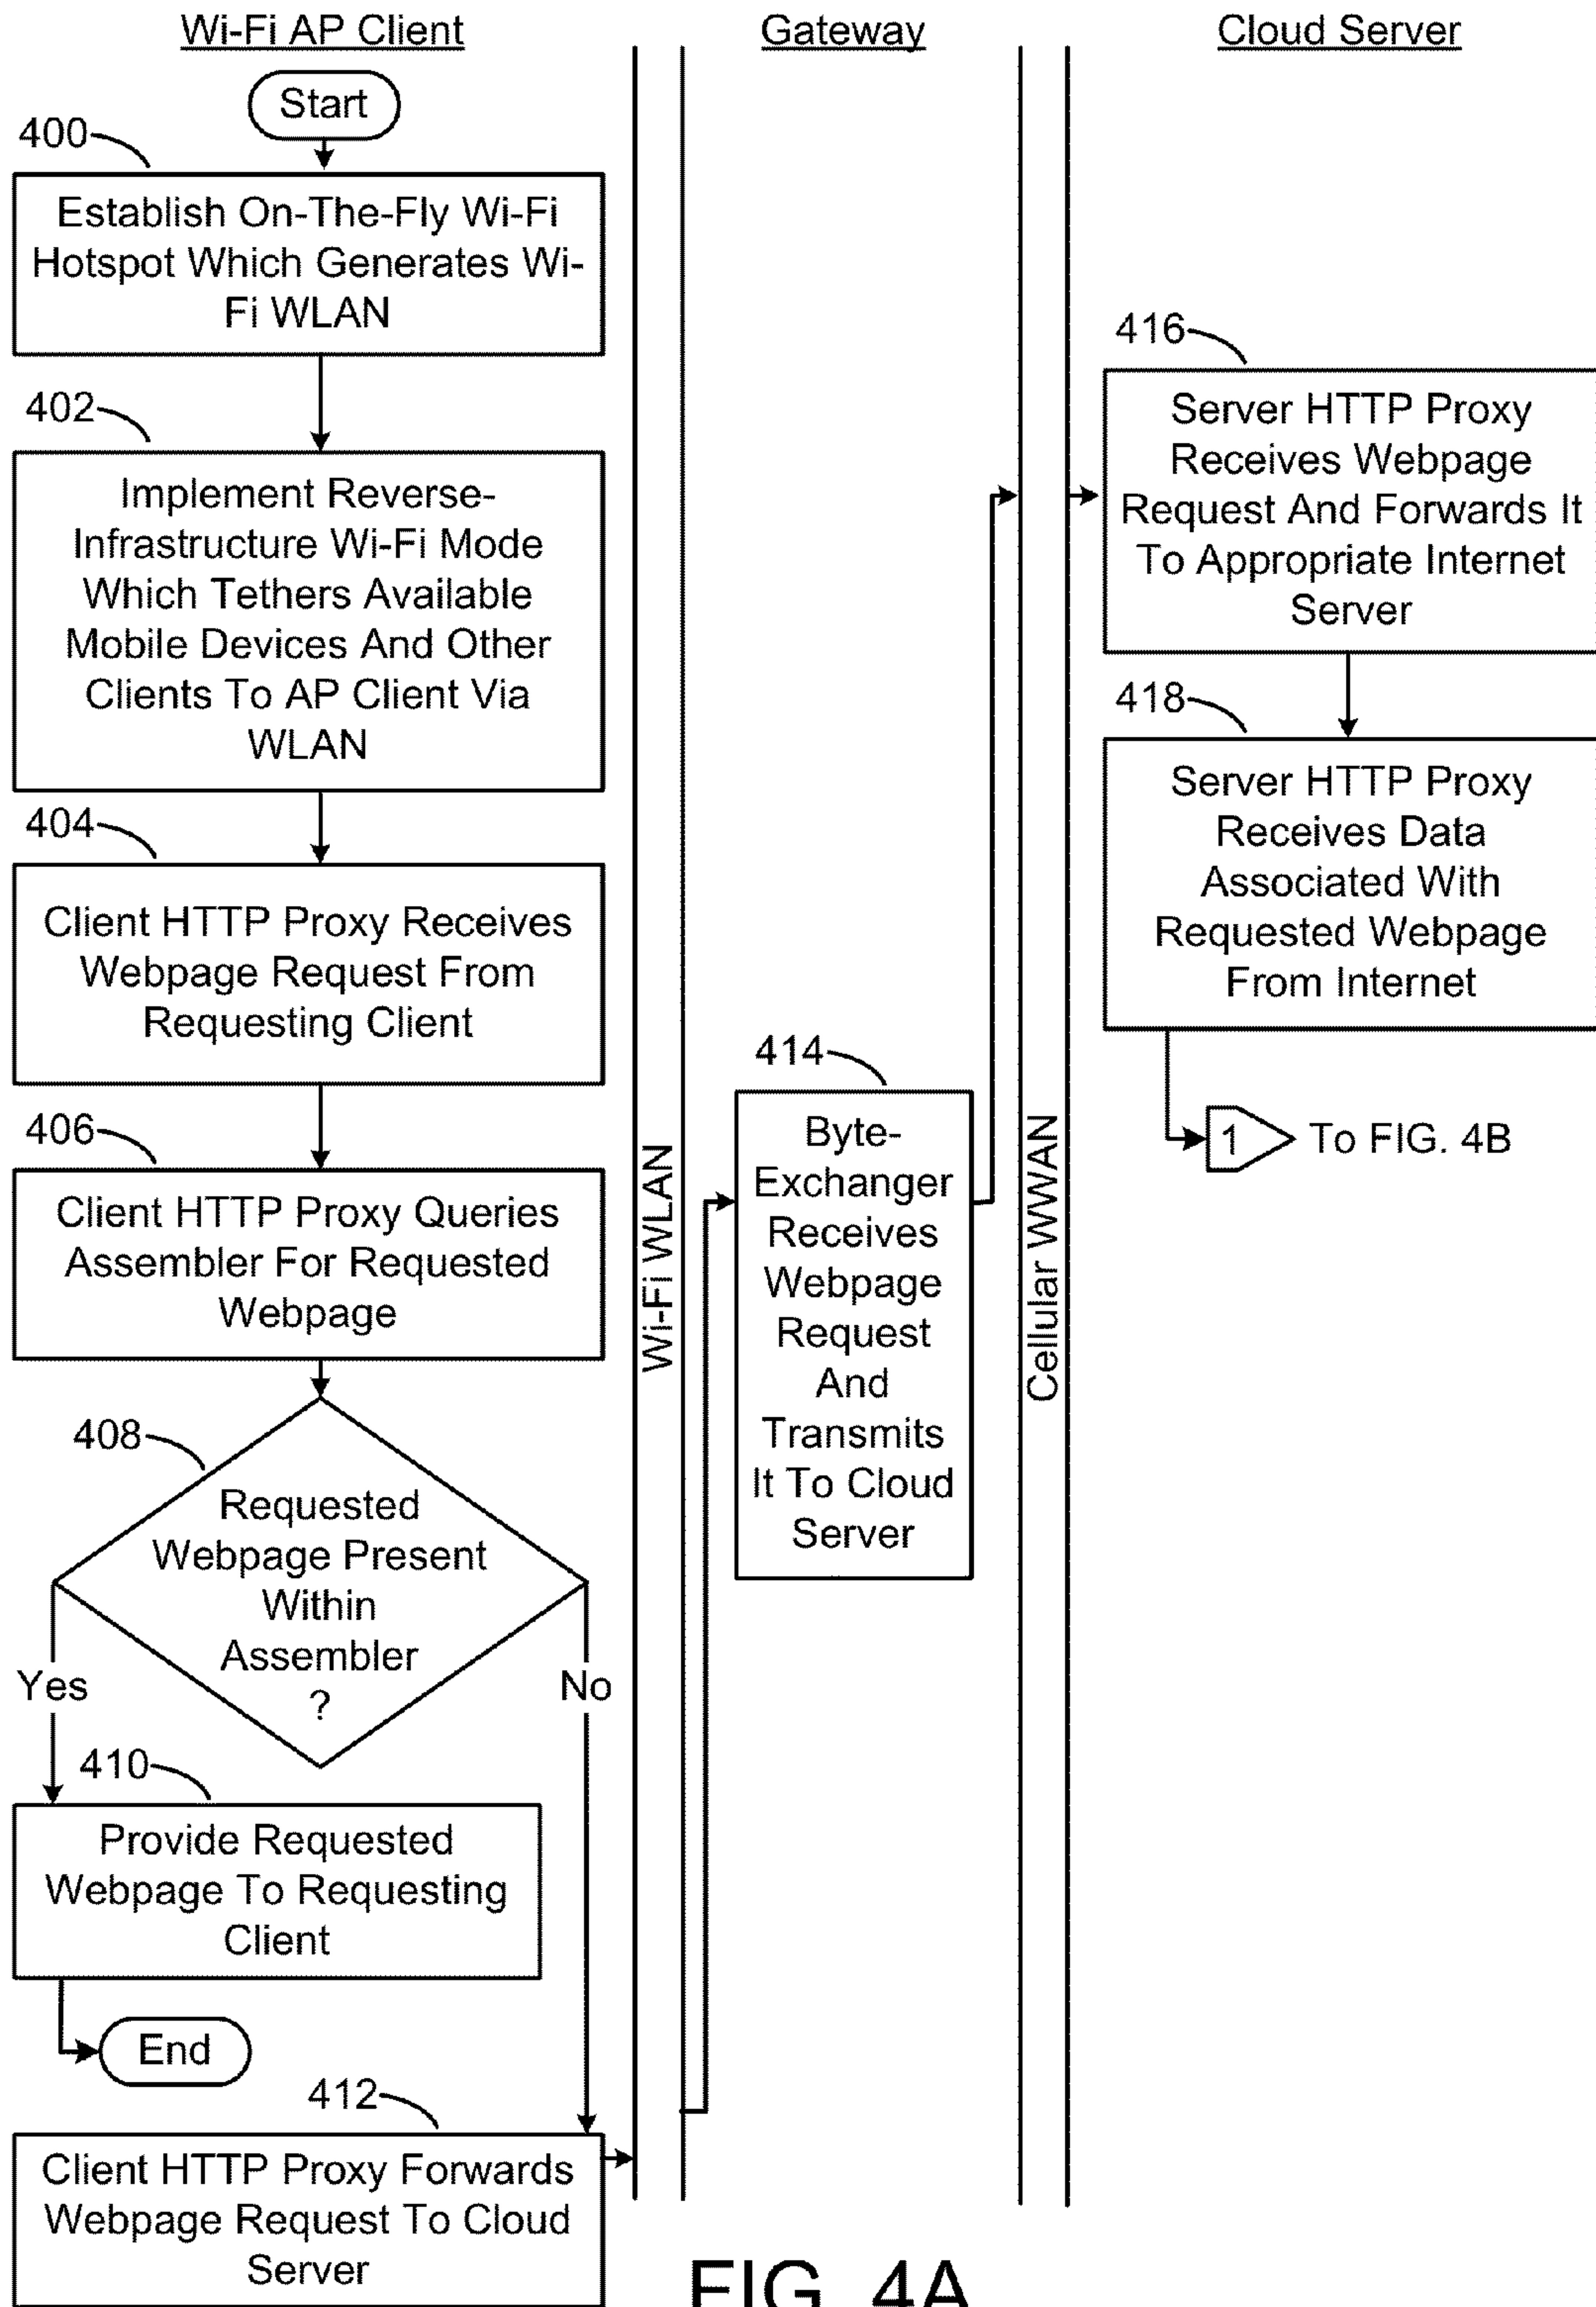 Wi-Fi AP Client
Gateway
Cloud Server
Start
400
Establish On-The-Fly Wi-Fi
Hotspot Which Generates Wi-
Fi WLAN
402
Implement Reverse-
Infrastructure Wi-Fi Mode
Which Tethers Available
Mobile Devices And Other
Clients To AP Client Via
WLAN
404
Client HTTP Proxy Receives
Webpage Request From
Requesting Client
406
Client HTTP Proxy Queries
Assembler For Requested
Webpage
408
Requested
Webpage Present
Within
Assembler
?
Yes
No
410
Provide Requested
Webpage To Requesting
Client
End
412
Client HTTP Proxy Forwards
Webpage Request To Cloud
Server
Wi-Fi WLAN
414
Byte-
Exchanger
Receives
Webpage
Request
And
Transmits
It To Cloud
Server
Cellular WWAN
416
Server HTTP Proxy
Receives Webpage
Request And Forwards It
To Appropriate Internet
Server
418
Server HTTP Proxy
Receives Data
Associated With
Requested Webpage
From Internet
1
To FIG. 4B
FIG. 4A